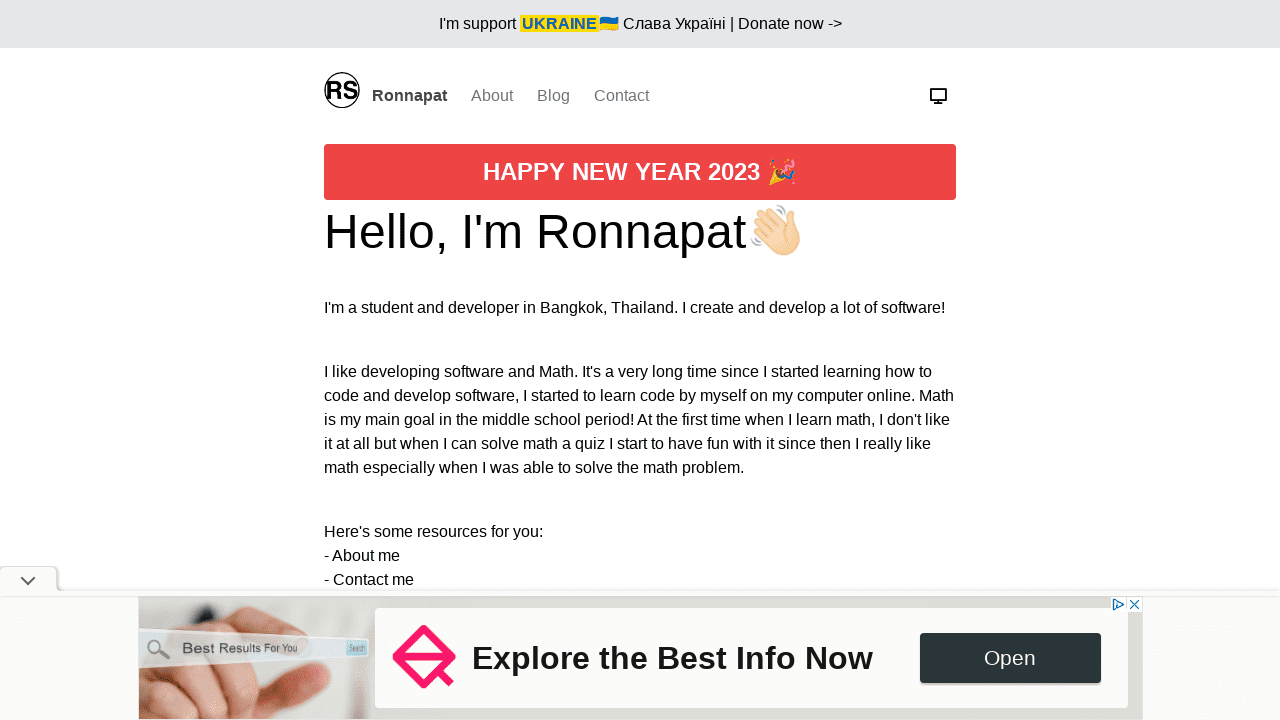 I'm support UKRAINE🇺🇦 Слава Україні | Donate now ->
RS Ronnapat About Blog Contact
HAPPY NEW YEAR 2023 🎉
Hello, I'm Ronnapat👋🏻
I'm a student and developer in Bangkok, Thailand. I create and develop a lot of software!
I like developing software and Math. It's a very long time since I started learning how to
code and develop software, I started to learn code by myself on my computer online. Math
is my main goal in the middle school period! At the first time when I learn math, I don't like
it at all but when I can solve math a quiz I start to have fun with it since then I really like
math especially when I was able to solve the math problem.
Here's some resources for you:
- About me
- Contact me
Best Results For You Search
Explore the Best Info Now
Open